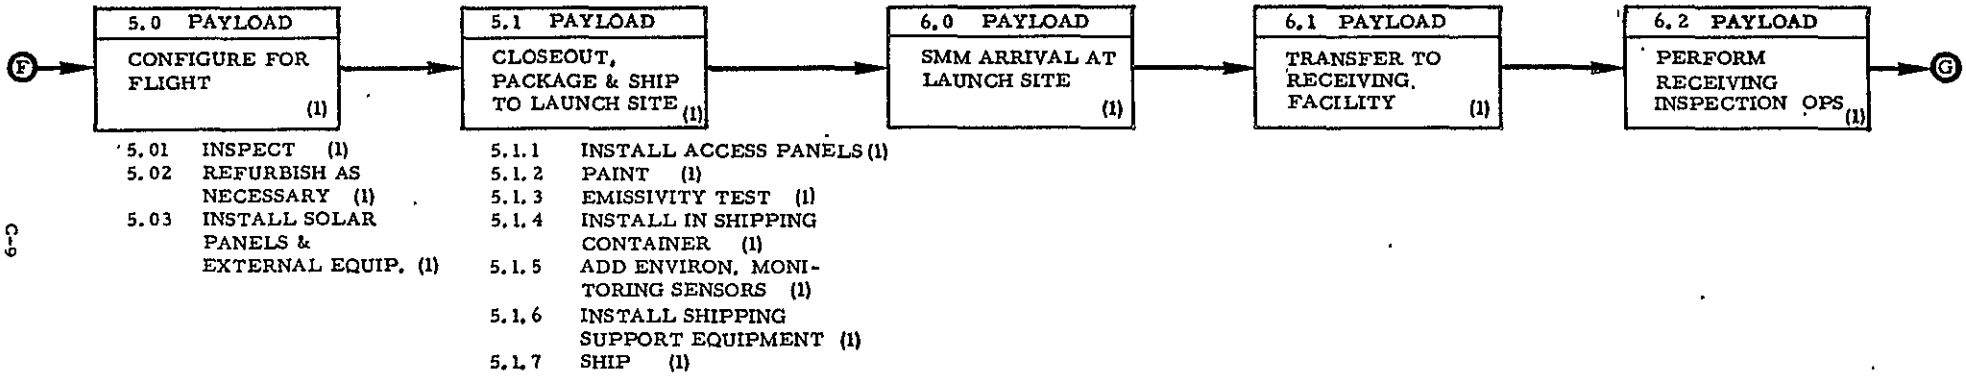 F
5.0 PAYLOAD
CONFIGURE FOR
FLIGHT
(1)
5.01 INSPECT (1)
5.02 REFURBISH AS
NECESSARY (1)
5.03 INSTALL SOLAR
PANELS &
EXTERNAL EQUIP. (1)
5.1 PAYLOAD
CLOSEOUT,
PACKAGE & SHIP
TO LAUNCH SITE (1)
5.1.1 INSTALL ACCESS PANELS (1)
5.1.2 PAINT (1)
5.1.3 EMISSIVITY TEST (1)
5.1.4 INSTALL IN SHIPPING
CONTAINER (1)
5.1.5 ADD ENVIRON. MONI-
TORING SENSORS (1)
5.1.6 INSTALL SHIPPING
SUPPORT EQUIPMENT (1)
5.1.7 SHIP (1)
6.0 PAYLOAD
SMM ARRIVAL AT
LAUNCH SITE
(1)
6.1 PAYLOAD
TRANSFER TO
RECEIVING.
FACILITY (1)
6.2 PAYLOAD
PERFORM
RECEIVING
INSPECTION OPS (1)
G
C-9